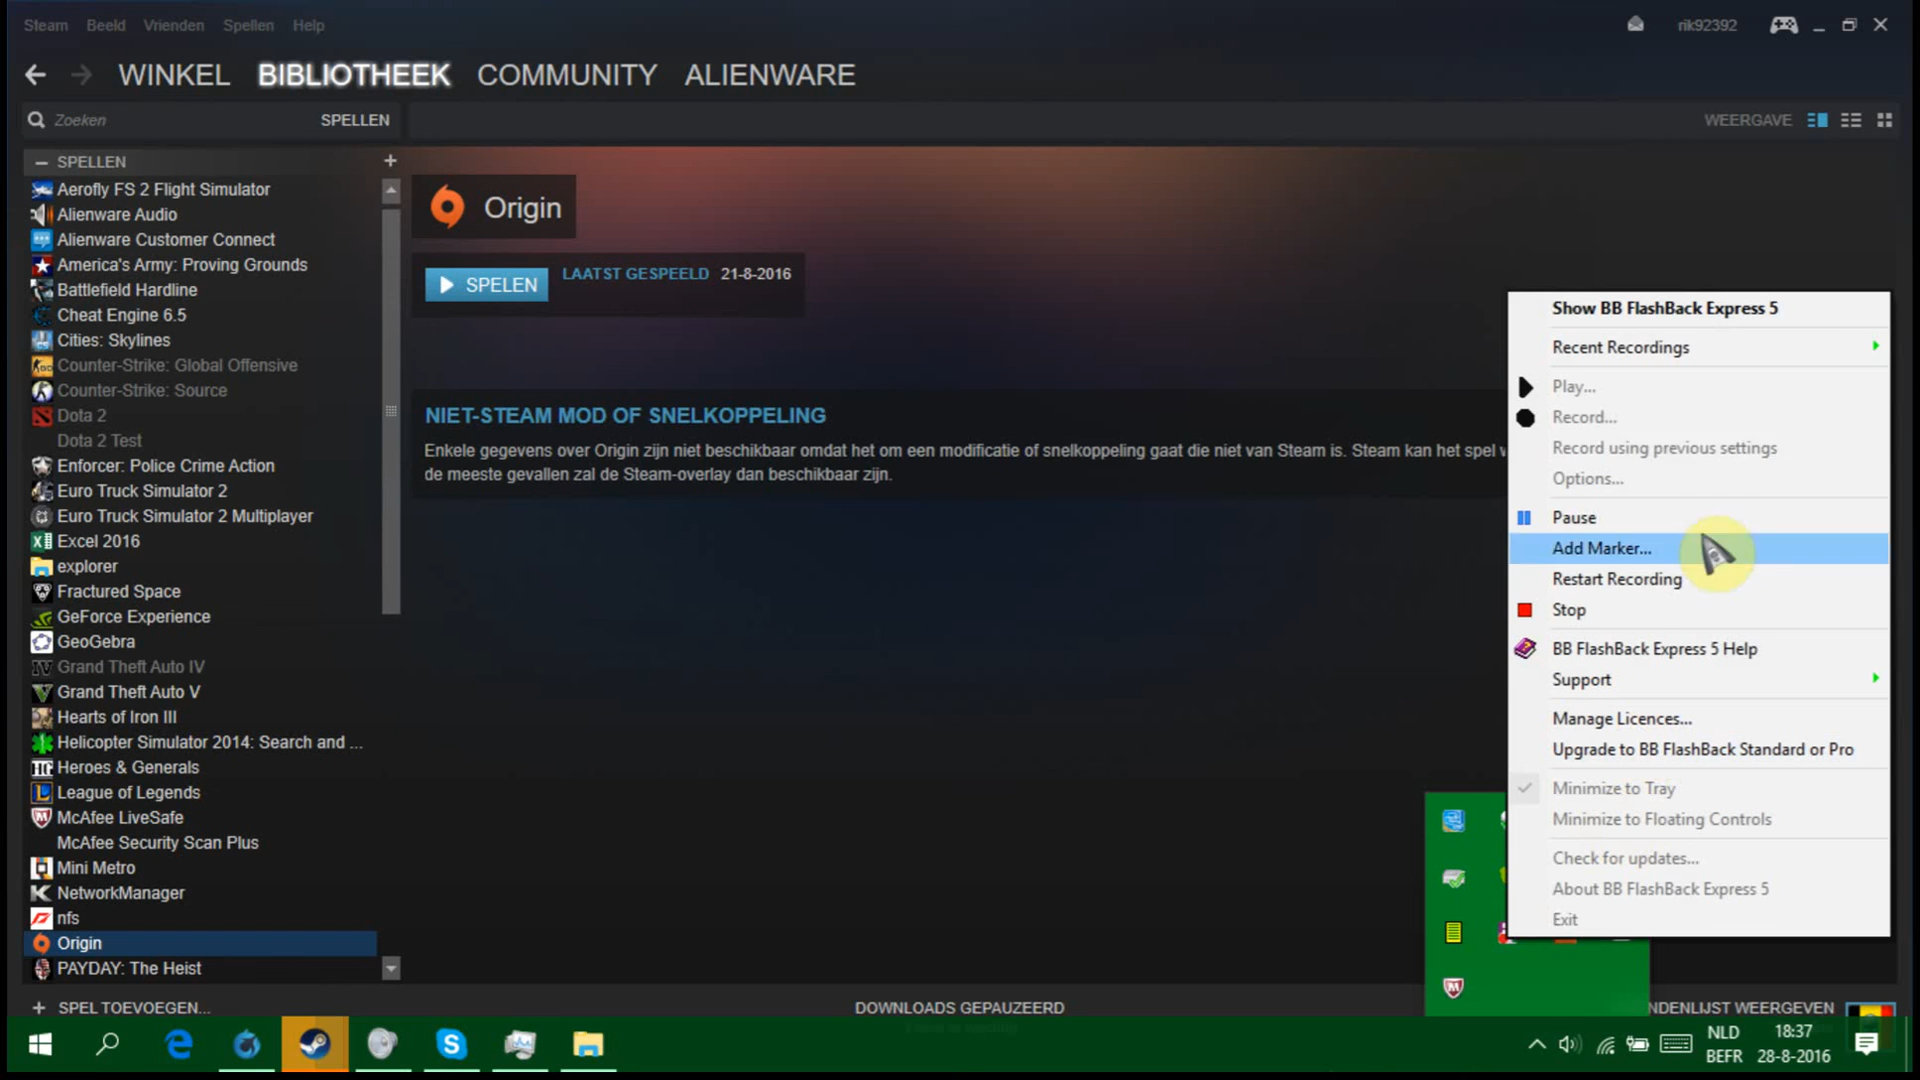 Steam Beeld Vrienden Spellen Help
rik92392
WINKEL BIBLIOTHEEK COMMUNITY ALIENWARE
Zoeken
SPELLEN
WEERGAVE
SPELLEN
Aerofly FS 2 Flight Simulator
Alienware Audio
Alienware Customer Connect
America's Army: Proving Grounds
Battlefield Hardline
Cheat Engine 6.5
Cities: Skylines
Counter-Strike: Global Offensive
Counter-Strike: Source
Dota 2
Dota 2 Test
Enforcer: Police Crime Action
Euro Truck Simulator 2
Euro Truck Simulator 2 Multiplayer
Excel 2016
explorer
Fractured Space
GeForce Experience
GeoGebra
Grand Theft Auto IV
Grand Theft Auto V
Hearts of Iron III
Helicopter Simulator 2014: Search and ...
Heroes & Generals
League of Legends
McAfee LiveSafe
McAfee Security Scan Plus
Mini Metro
NetworkManager
nfs
Origin
PAYDAY: The Heist
SPEL TOEVOEGEN...
Origin
SPELEN
LAATST GESPEELD 21-8-2016
NIET-STEAM MOD OF SNELKOPPELING
Enkele gegevens over Origin zijn niet beschikbaar omdat het om een modificatie of snelkoppeling gaat die niet van Steam is. Steam kan het spel
de meeste gevallen zal de Steam-overlay dan beschikbaar zijn.
Show BB FlashBack Express 5
Recent Recordings
Play...
Record...
Record using previous settings
Options...
Pause
Add Marker...
Restart Recording
Stop
BB FlashBack Express 5 Help
Support
Manage Licences...
Upgrade to BB FlashBack Standard or Pro
Minimize to Tray
Minimize to Floating Controls
Check for updates...
About BB FlashBack Express 5
Exit
DOWNLOADS GEPAUZEERD
NDENLIJST WEERGEVEN
NLD
BEFR
18:37
28-8-2016